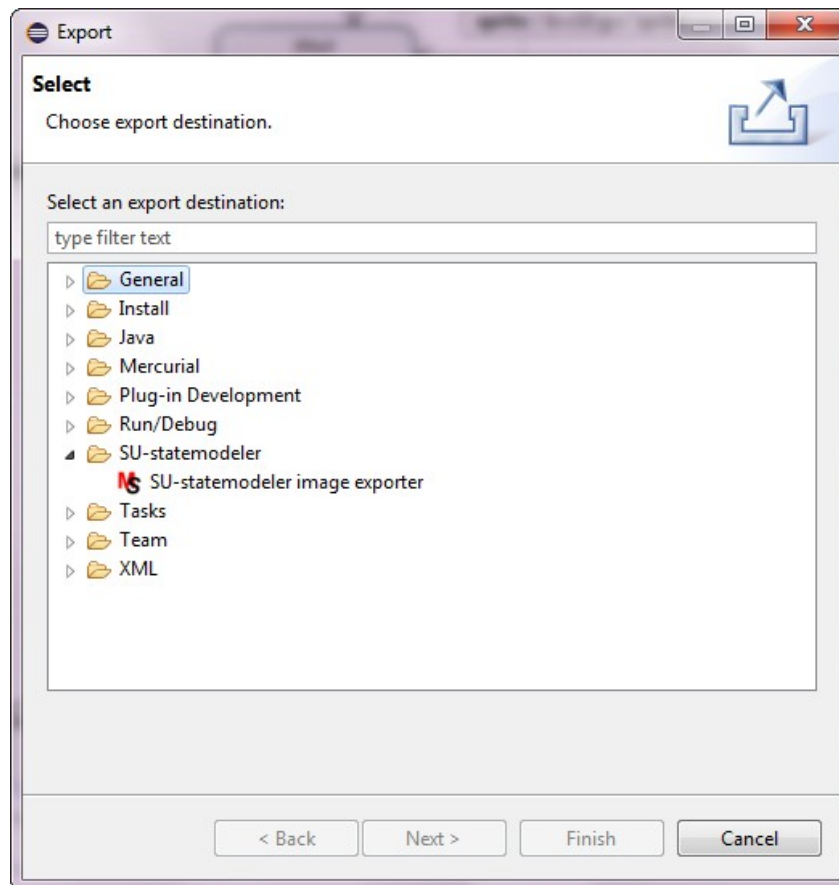 Export
Select
Choose export destination.
Select an export destination:
type filter text
General
Install
Java
Mercurial
Plug-in Development
Run/Debug
SU-statemodeler
MS SU-statemodeler image exporter
Tasks
Team
XML
< Back Next > Finish Cancel